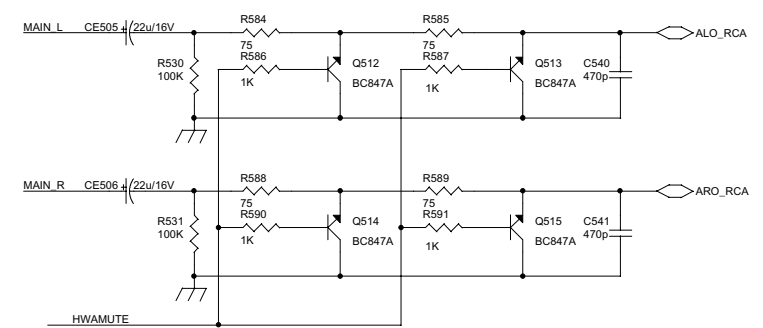 R584
R585
MAIN_L
CE505 + 22u/16V
ALO_RCA
75
75
R530
100K
R586
Q512
R587
Q513
C540
470p
1K
BC847A
1K
BC847A
MAIN_R
CE506 + 22u/16V
R588
R589
ARO_RCA
75
75
R531
100K
R590
Q514
R591
Q515
C541
470p
1K
BC847A
1K
BC847A
HWAMUTE